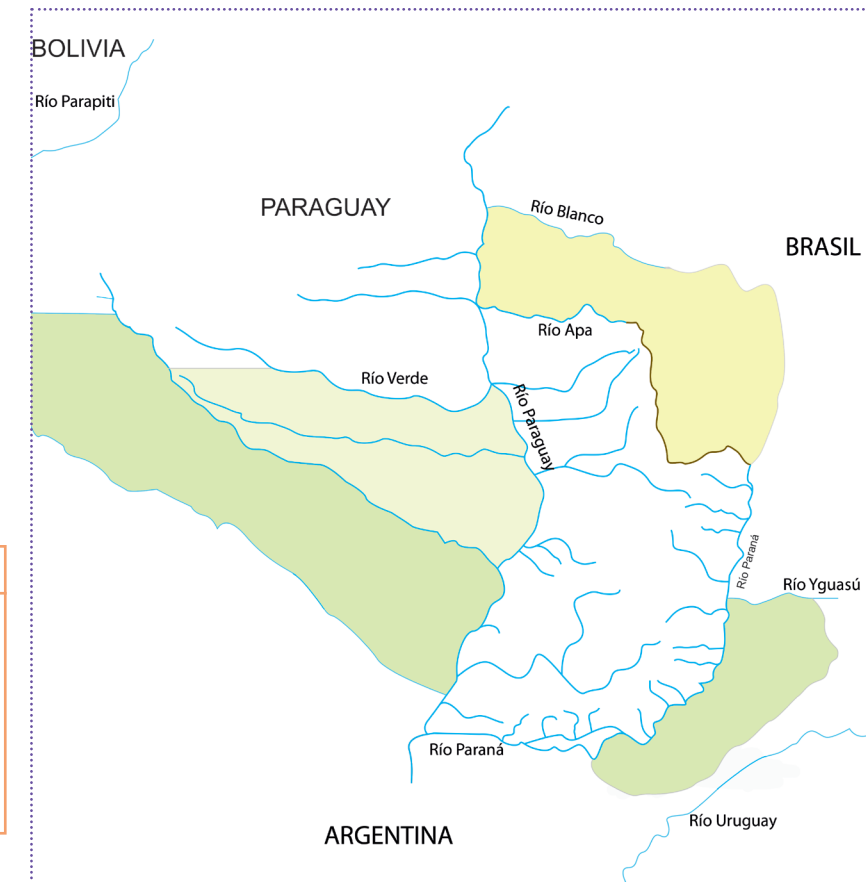 BOLIVIA
Río Parapiti
PARAGUAY
Río Blanco
BRASIL
Río Apa
Río Verde
Río Paraguay
Río Paraná
Río Yguasú
Río Paraná
Río Uruguay
ARGENTINA